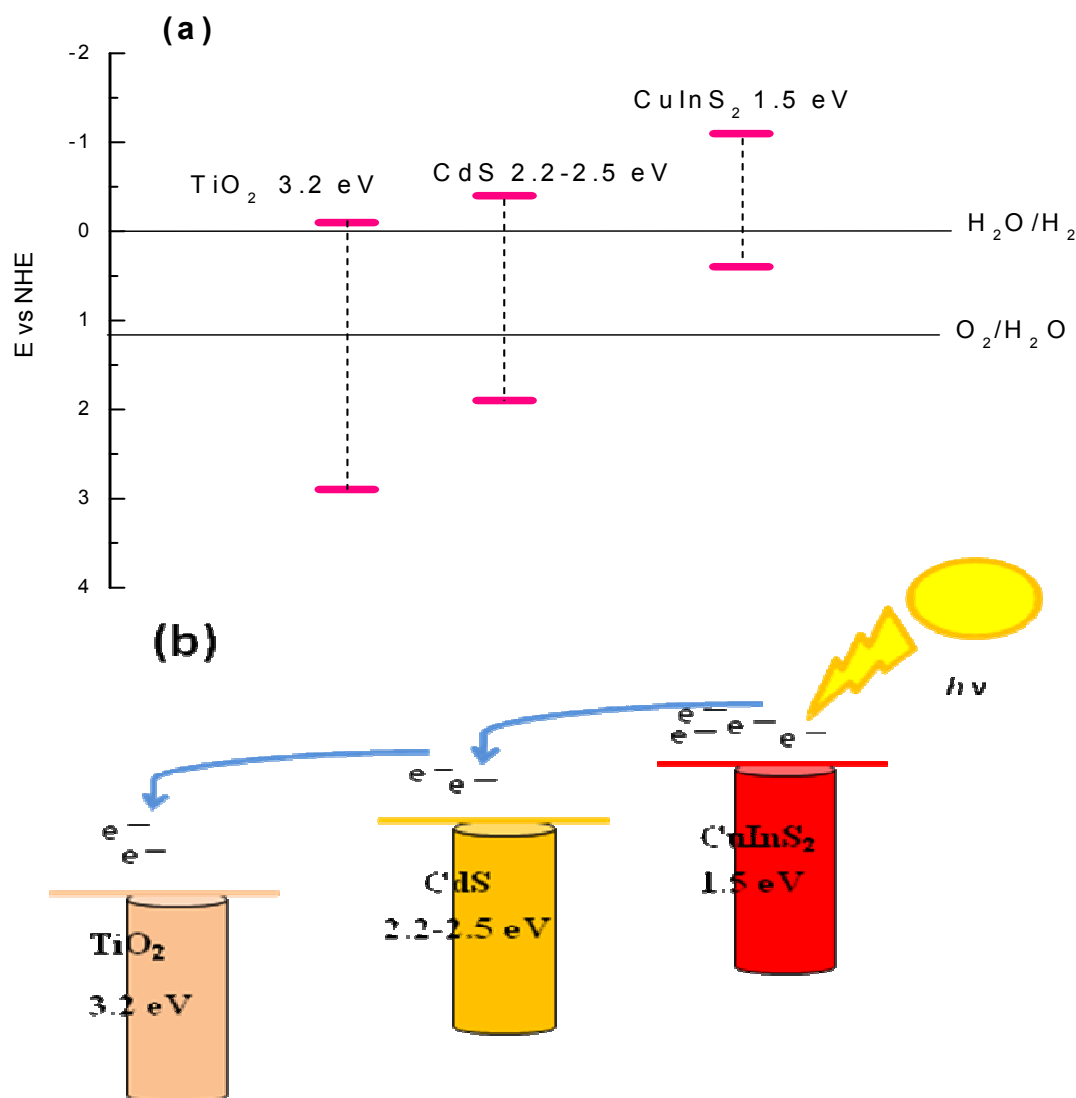 (a)
-2
-1
0
1
2
3
4
E vs NHE
CuInS₂ 1.5 eV
CdS 2.2-2.5 eV
TiO₂ 3.2 eV
H₂O/H₂
O₂/H₂O
(b)
hν
e⁻ e⁻
e⁻ e⁻
e⁻ e⁻
e⁻
e⁻
CuInS₂
1.5 eV
CdS
2.2-2.5 eV
TiO₂
3.2 eV